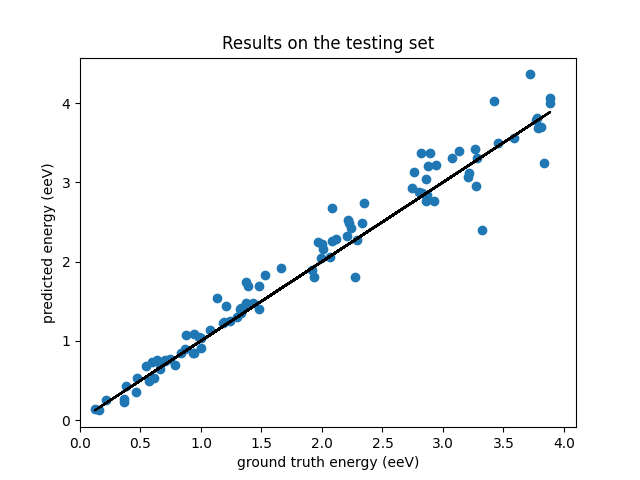 Results on the testing set
predicted energy (eeV)
4
3
2
1
0
0.0 0.5 1.0 1.5 2.0 2.5 3.0 3.5 4.0
ground truth energy (eeV)